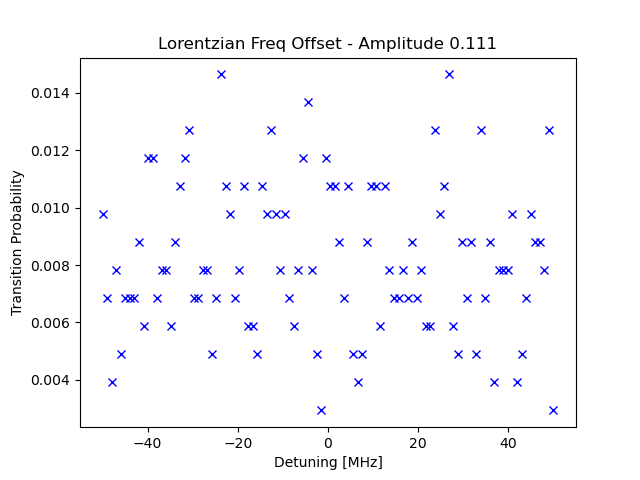 Lorentzian Freq Offset - Amplitude 0.111
0.014
0.012
0.010
0.008
0.006
0.004
Transition Probability
−40 −20 0 20 40
Detuning [MHz]